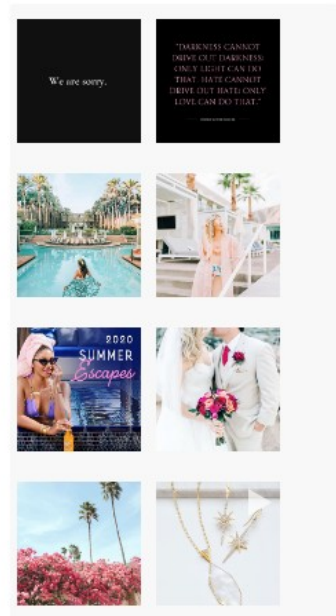 We are sorry.
"DARKNESS CANNOT
DRIVE OUT DARKNESS;
ONLY LIGHT CAN DO
THAT. HATE CANNOT
DRIVE OUT HATE; ONLY
LOVE CAN DO THAT."
2020
SUMMER
Escapes